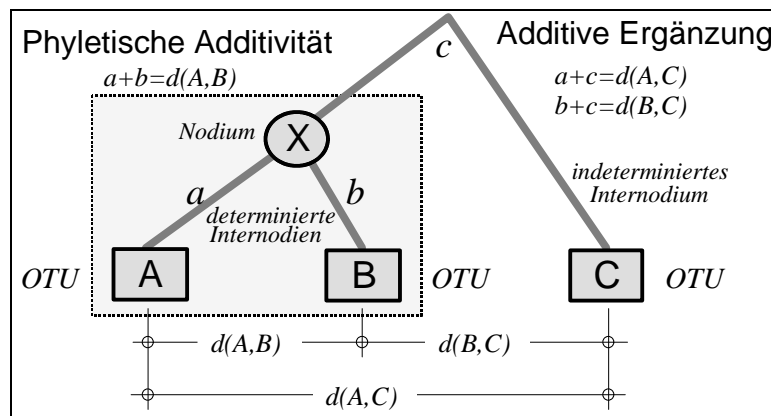 Phyletische Additivität
a+b=d(A,B)
Additive Ergänzung
a+c=d(A,C)
b+c=d(B,C)
c
Nodium
X
a
b
determinierte
Internodien
indeterminiertes
Internodium
OTU
A
B
OTU
C
OTU
d(A,B)
d(B,C)
d(A,C)